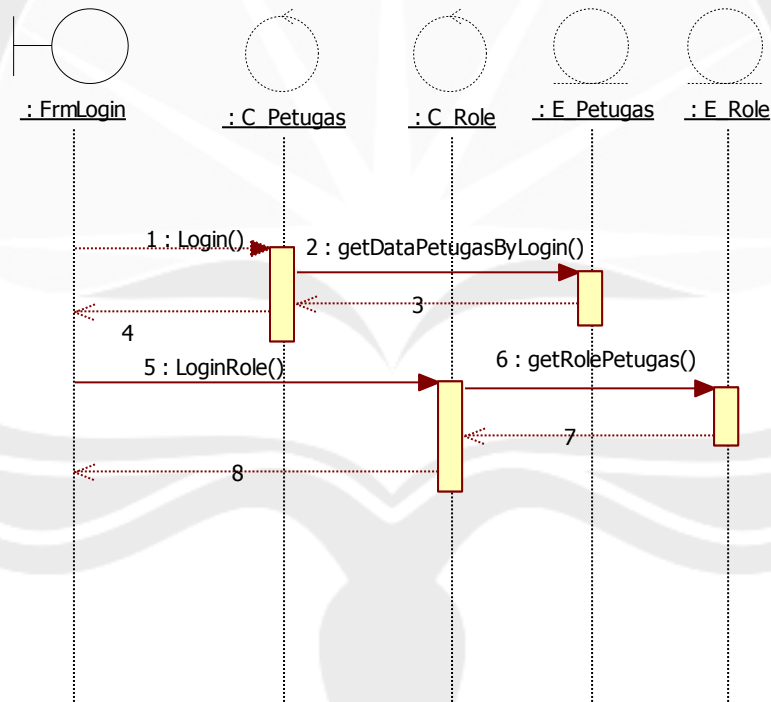 : FrmLogin
: C_Petugas
: C_Role
: E_Petugas
: E_Role
1 : Login()
2 : getDataPetugasByLogin()
3
4
5 : LoginRole()
6 : getRolePetugas()
7
8